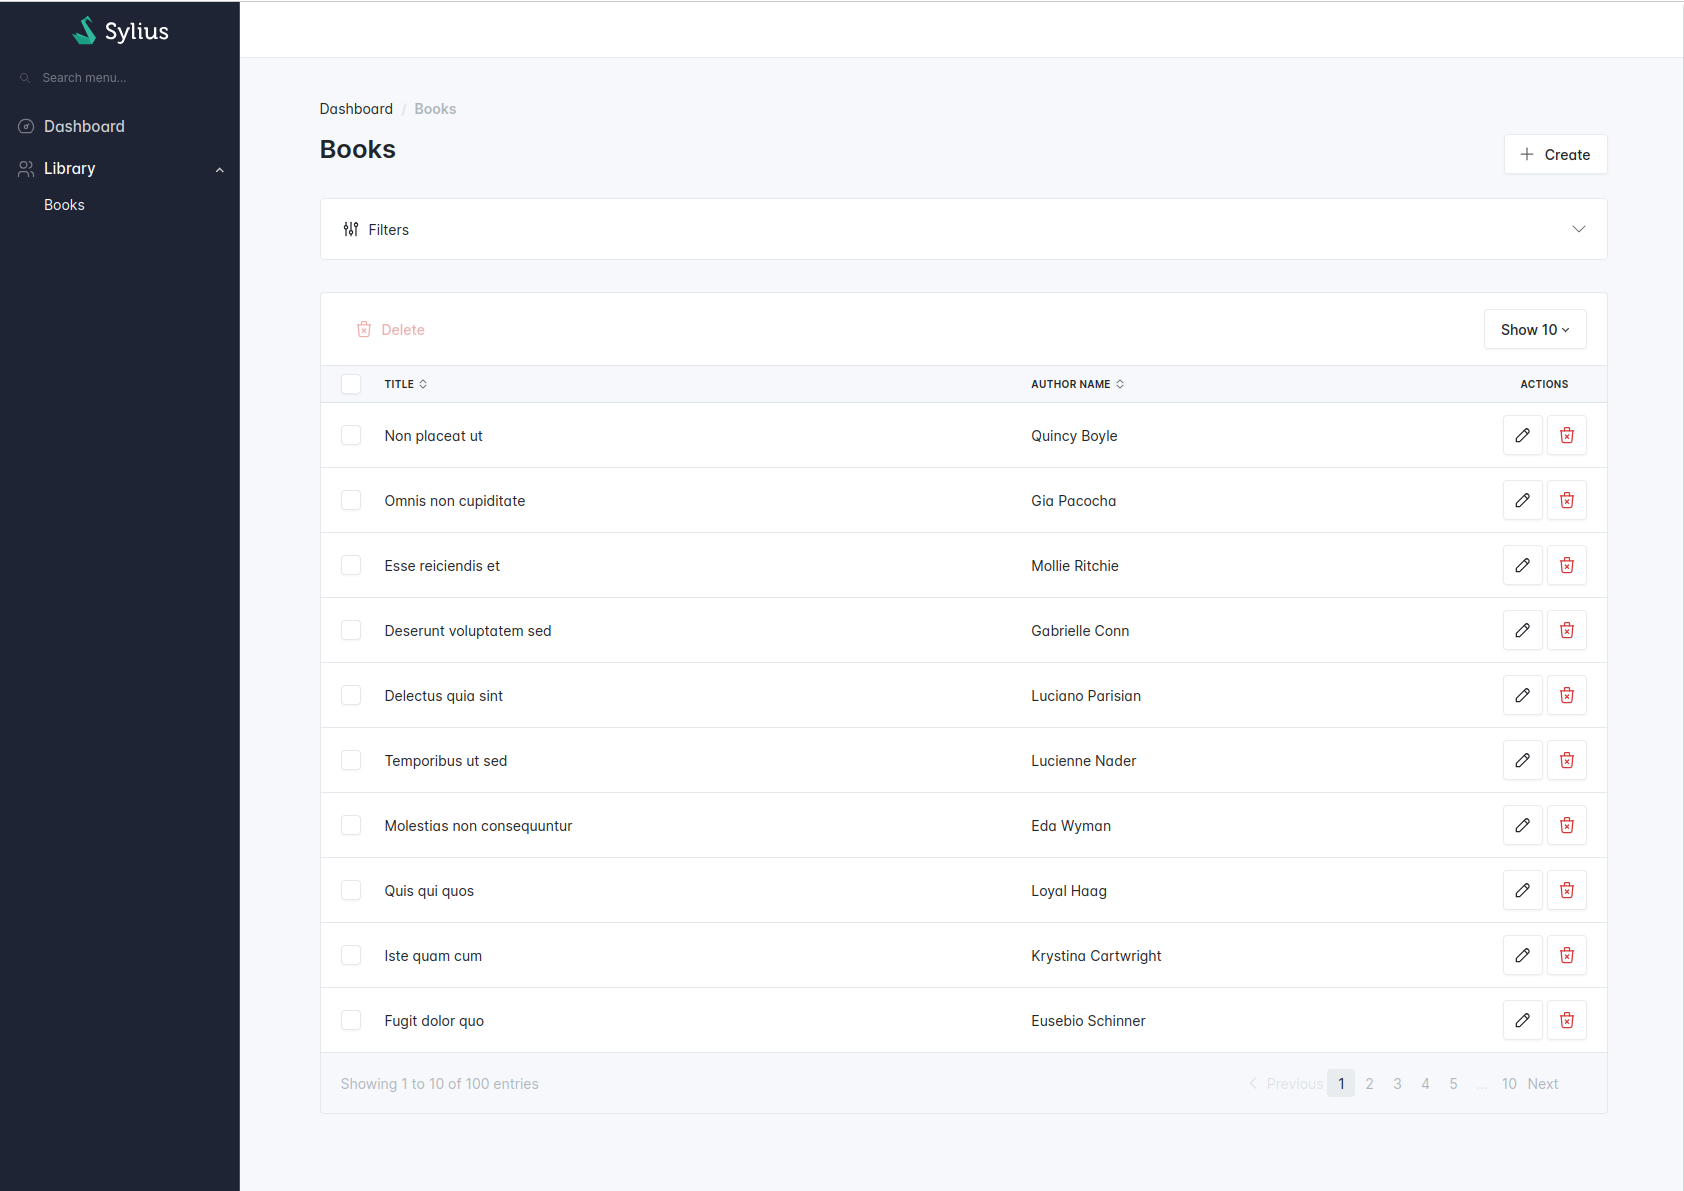 Sylius
Search menu...
Dashboard
Library
Books
Dashboard / Books
Books
Create
Filters
Delete
Show 10
TITLE AUTHOR NAME ACTIONS
Non placeat ut Quincy Boyle
Omnis non cupiditate Gia Pacocha
Esse reiciendis et Mollie Ritchie
Deserunt voluptatem sed Gabrielle Conn
Delectus quia sint Luciano Parisian
Temporibus ut sed Lucienne Nader
Molestias non consequuntur Eda Wyman
Quis qui quos Loyal Haag
Iste quam cum Krystina Cartwright
Fugit dolor quo Eusebio Schinner
Showing 1 to 10 of 100 entries Previous 1 2 3 4 5 ... 10 Next